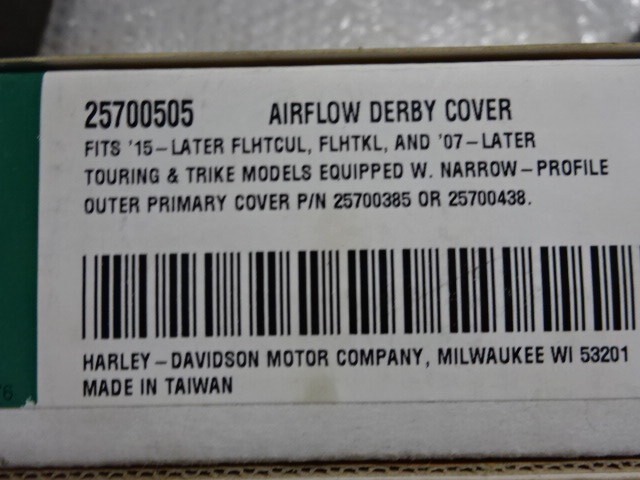 25700505 AIRFLOW DERBY COVER
FITS '15-LATER FLHTCUL, FLHTKL, AND '07-LATER
TOURING & TRIKE MODELS EQUIPPED W. NARROW-PROFILE
OUTER PRIMARY COVER P/N 25700385 OR 25700438.
HARLEY-DAVIDSON MOTOR COMPANY, MILWAUKEE WI 53201
MADE IN TAIWAN